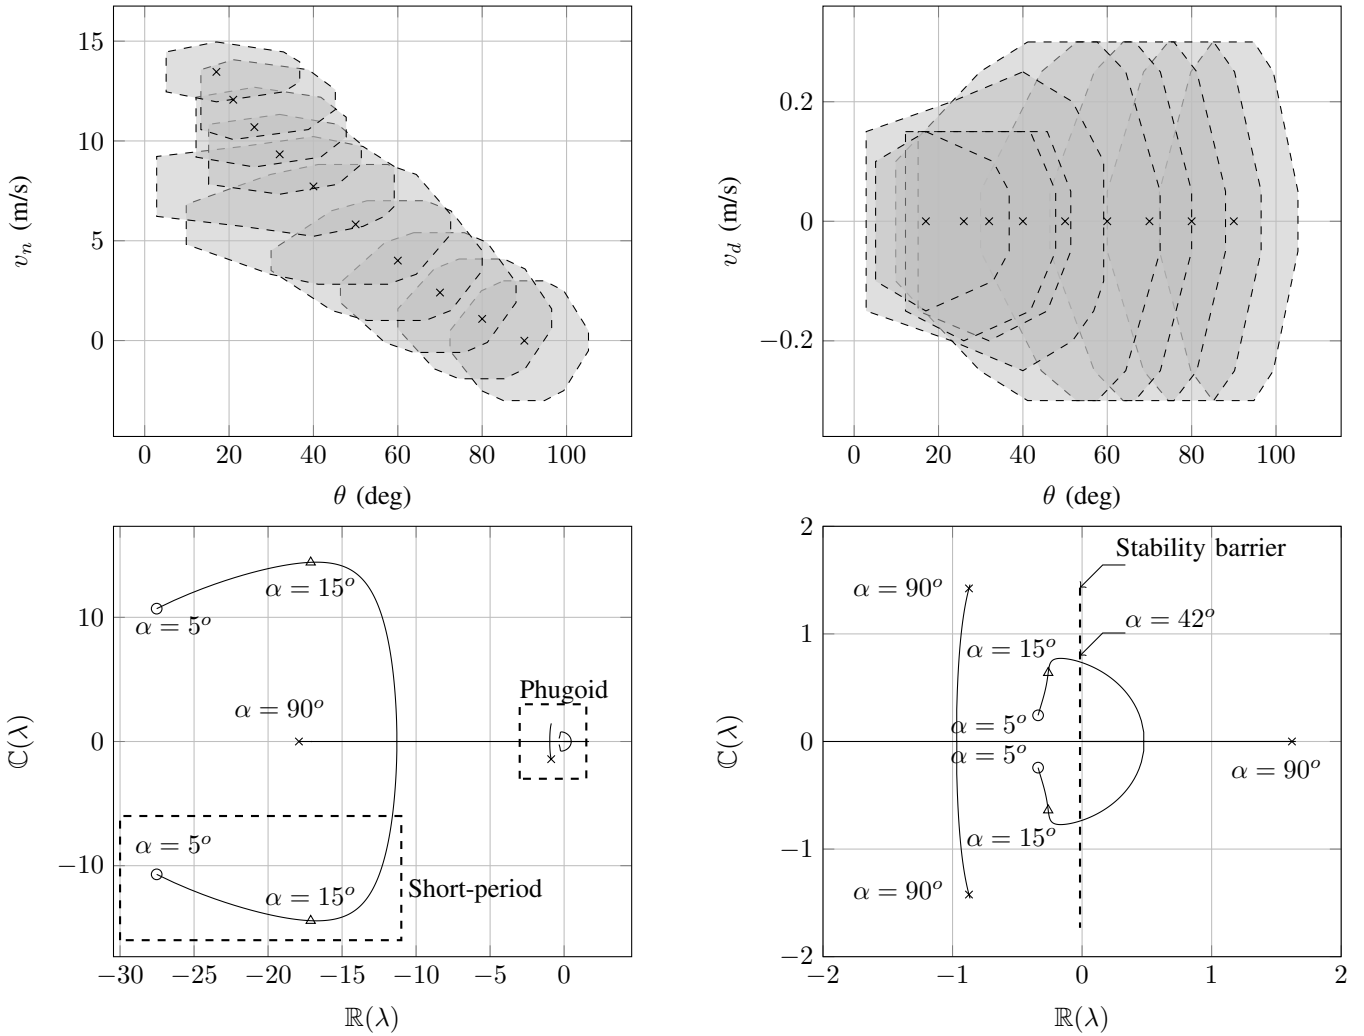 15
10
5
0
0
20
40
60
80
100
θ (deg)
v_n (m/s)
0.2
0
−0.2
0
20
40
60
80
100
θ (deg)
v_d (m/s)
10
0
−10
−30
−25
−20
−15
−10
−5
0
ℝ(λ)
ℂ(λ)
α = 15°
α = 5°
α = 90°
Phugoid
α = 5°
α = 15°
Short-period
2
1
0
−1
−2
−2
−1
0
1
2
ℝ(λ)
ℂ(λ)
Stability barrier
α = 90°
α = 42°
α = 15°
α = 5°
α = 5°
α = 90°
α = 15°
α = 90°